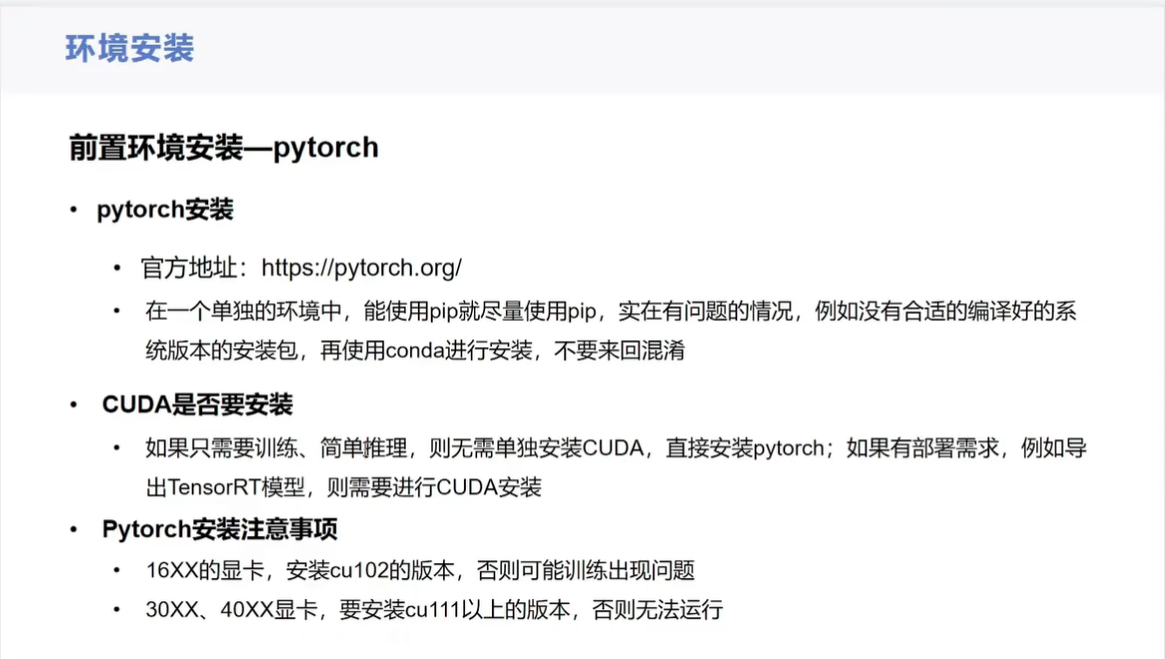 环境安装
前置环境安装—pytorch
• pytorch安装
• 官方地址：https://pytorch.org/
• 在一个单独的环境中，能使用pip就尽量使用pip，实在有问题的情况，例如没有合适的编译好的系
统版本的安装包，再使用conda进行安装，不要来回混淆
• CUDA是否要安装
• 如果只需要训练、简单推理，则无需单独安装CUDA，直接安装pytorch；如果有部署需求，例如导
出TensorRT模型，则需要进行CUDA安装
• Pytorch安装注意事项
• 16XX的显卡，安装cu102的版本，否则可能训练出现问题
• 30XX、40XX显卡，要安装cu111以上的版本，否则无法运行